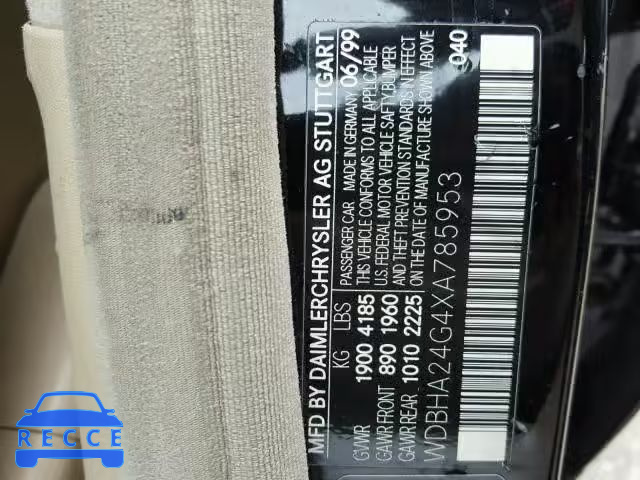 MFD BY DAIMLERCHRYSLER AG STUTTGART
PASSENGER CAR MADE IN GERMANY 06/99
KG LBS
GVWR 1900 4185
GAWR FRONT 890 1960
GAWR REAR 1010 2225
THIS VEHICLE CONFORMS TO ALL APPLICABLE
U.S. FEDERAL MOTOR VEHICLE SAFETY, BUMPER
AND THEFT PREVENTION STANDARDS IN EFFECT
ON THE DATE OF MANUFACTURE SHOWN ABOVE
WDBHA24G4XA785953
040
RECCE